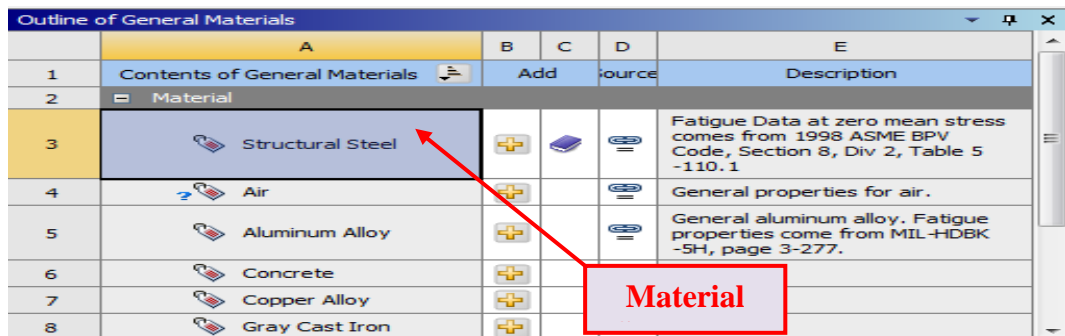 Outline of General Materials
A B C D E
1 Contents of General Materials Add Source Description
2 Material
3 Structural Steel Fatigue Data at zero mean stress
comes from 1998 ASME BPV
Code, Section 8, Div 2, Table 5
-110.1
4 ? Air General properties for air.
5 Aluminum Alloy General aluminum alloy. Fatigue
properties come from MIL-HDBK
-5H, page 3-277.
6 Concrete
7 Copper Alloy
8 Gray Cast Iron
Material